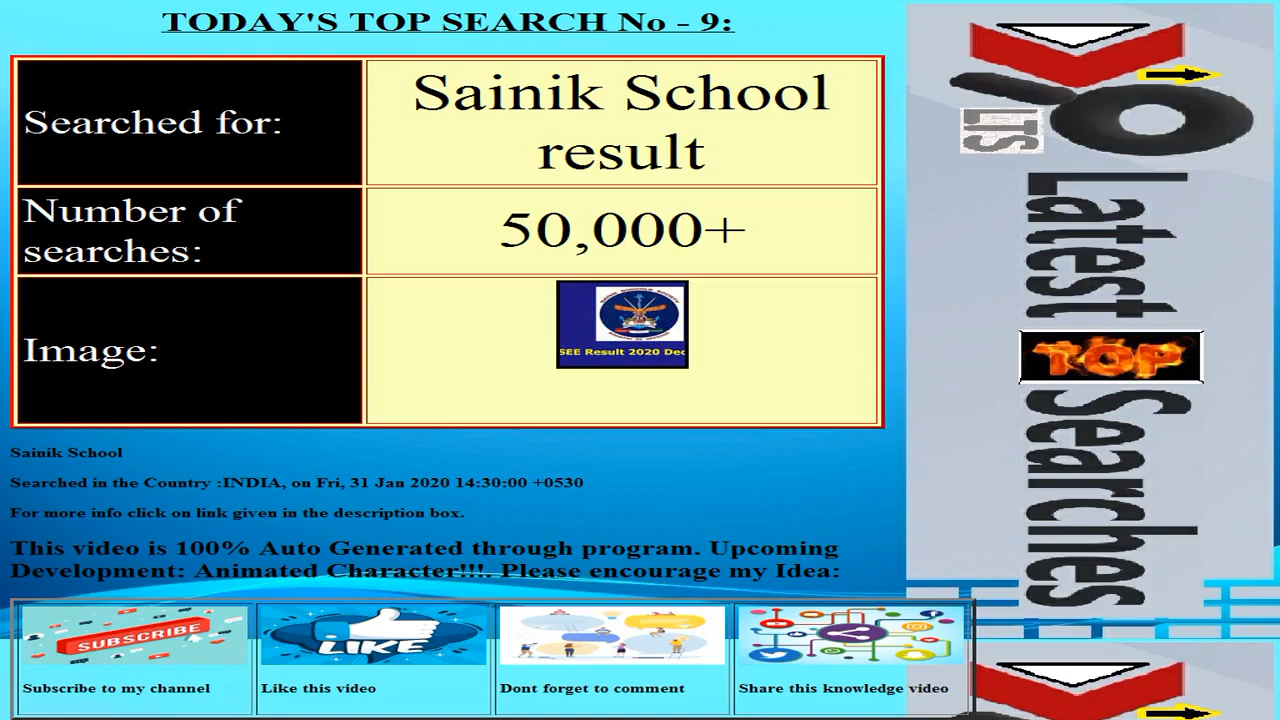 TODAY'S TOP SEARCH No - 9:
Searched for:
Sainik School
result
Number of
searches:
50,000+
Image:
SAINIK SCHOOLS SOCIETY
SEE Result 2020 Dec
Sainik School
Searched in the Country :INDIA, on Fri, 31 Jan 2020 14:30:00 +0530
For more info click on link given in the description box.
This video is 100% Auto Generated through program. Upcoming
Development: Animated Character!!!. Please encourage my Idea:
SUBSCRIBE
LIKE
Subscribe to my channel
Like this video
Dont forget to comment
Share this knowledge video
LTS
Latest
TOP
Searches